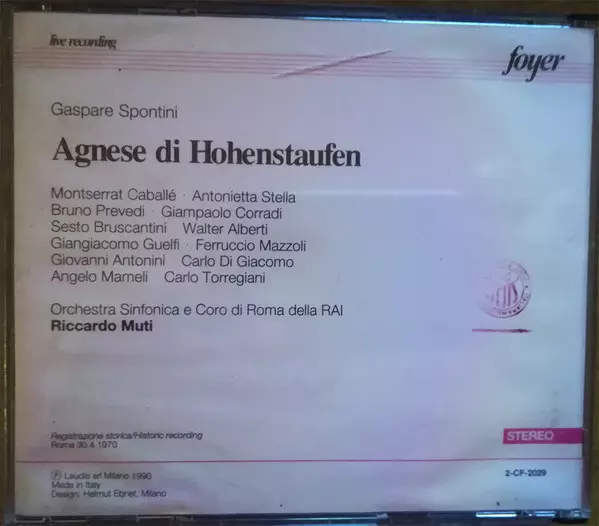 live recording
foyer
Gaspare Spontini
Agnese di Hohenstaufen
Montserrat Caballé · Antonietta Stella
Bruno Prevedi · Giampaolo Corradi
Sesto Bruscantini Walter Alberti
Giangiacomo Guelfi · Ferruccio Mazzoli
Giovanni Antonini Carlo Di Giacomo
Angelo Mameli Carlo Torregiani
Orchestra Sinfonica e Coro di Roma della RAI
Riccardo Muti
Registrazione storica/Historic recording
Roma 30.4.1970
STEREO
℗ Laudis srl Milano 1990
Made in Italy
Design: Helmut Ebnet, Milano
2-CF-2029